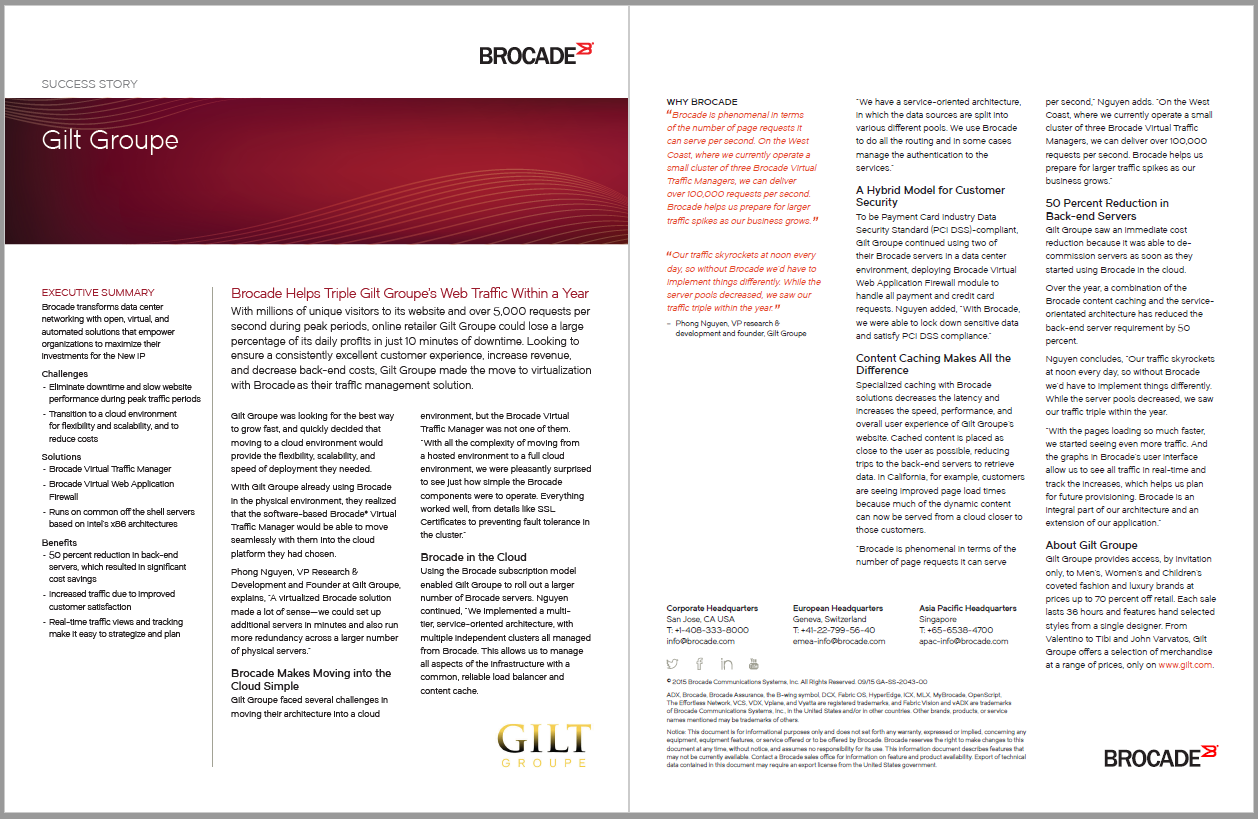 BROCADE
SUCCESS STORY
Gilt Groupe
EXECUTIVE SUMMARY
Brocade transforms data center
networking with open, virtual, and
automated solutions that empower
organizations to maximize their
investments for the New IP
Challenges
- Eliminate downtime and slow website
performance during peak traffic periods
- Transition to a cloud environment
for flexibility and scalability, and to
reduce costs
Solutions
- Brocade Virtual Traffic Manager
- Brocade Virtual Web Application
Firewall
- Runs on common off the shelf servers
based on Intel's x86 architectures
Benefits
- 50 percent reduction in back-end
servers, which resulted in significant
cost savings
- Increased traffic due to improved
customer satisfaction
- Real-time traffic views and tracking
make it easy to strategize and plan
Brocade Helps Triple Gilt Groupe's Web Traffic Within a Year
With millions of unique visitors to its website and over 5,000 requests per
second during peak periods, online retailer Gilt Groupe could lose a large
percentage of its daily profits in just 10 minutes of downtime. Looking to
ensure a consistently excellent customer experience, increase revenue,
and decrease back-end costs, Gilt Groupe made the move to virtualization
with Brocade as their traffic management solution.
Gilt Groupe was looking for the best way
to grow fast, and quickly decided that
moving to a cloud environment would
provide the flexibility, scalability, and
speed of deployment they needed.
With Gilt Groupe already using Brocade
in the physical environment, they realized
that the software-based Brocade® Virtual
Traffic Manager would be able to move
seamlessly with them into the cloud
platform they had chosen.
Phong Nguyen, VP Research &
Development and Founder at Gilt Groupe,
explains, "A virtualized Brocade solution
made a lot of sense—we could set up
additional servers in minutes and also run
more redundancy across a larger number
of physical servers."
Brocade Makes Moving into the
Cloud Simple
Gilt Groupe faced several challenges in
moving their architecture into a cloud
environment, but the Brocade Virtual
Traffic Manager was not one of them.
"With all the complexity of moving from
a hosted environment to a full cloud
environment, we were pleasantly surprised
to see just how simple the Brocade
components were to operate. Everything
worked well, from details like SSL
Certificates to preventing fault tolerance in
the cluster."
Brocade in the Cloud
Using the Brocade subscription model
enabled Gilt Groupe to roll out a larger
number of Brocade servers. Nguyen
continued, "We implemented a multi-
tier, service-oriented architecture, with
multiple independent clusters all managed
from Brocade. This allows us to manage
all aspects of the infrastructure with a
common, reliable load balancer and
content cache.
GILT
GROUPE
WHY BROCADE
"Brocade is phenomenal in terms
of the number of page requests it
can serve per second. On the West
Coast, where we currently operate a
small cluster of three Brocade Virtual
Traffic Managers, we can deliver
over 100,000 requests per second.
Brocade helps us prepare for larger
traffic spikes as our business grows."
"Our traffic skyrockets at noon every
day, so without Brocade we'd have to
implement things differently. While the
server pools decreased, we saw our
traffic triple within the year."
– Phong Nguyen, VP research &
development and founder, Gilt Groupe
"We have a service-oriented architecture,
in which the data sources are split into
various different pools. We use Brocade
to do all the routing and in some cases
manage the authentication to the
services."
A Hybrid Model for Customer
Security
To be Payment Card Industry Data
Security Standard (PCI DSS)-compliant,
Gilt Groupe continued using two of
their Brocade servers in a data center
environment, deploying Brocade Virtual
Web Application Firewall module to
handle all payment and credit card
requests. Nguyen added, "With Brocade,
we were able to lock down sensitive data
and satisfy PCI DSS compliance."
Content Caching Makes All the
Difference
Specialized caching with Brocade
solutions decreases the latency and
increases the speed, performance, and
overall user experience of Gilt Groupe's
website. Cached content is placed as
close to the user as possible, reducing
trips to the back-end servers to retrieve
data. In California, for example, customers
are seeing improved page load times
because much of the dynamic content
can now be served from a cloud closer to
those customers.
"Brocade is phenomenal in terms of the
number of page requests it can serve
per second," Nguyen adds. "On the West
Coast, where we currently operate a small
cluster of three Brocade Virtual Traffic
Managers, we can deliver over 100,000
requests per second. Brocade helps us
prepare for larger traffic spikes as our
business grows."
50 Percent Reduction in
Back-end Servers
Gilt Groupe saw an immediate cost
reduction because it was able to de-
commission servers as soon as they
started using Brocade in the cloud.
Over the year, a combination of the
Brocade content caching and the service-
orientated architecture has reduced the
back-end server requirement by 50
percent.
Nguyen concludes, "Our traffic skyrockets
at noon every day, so without Brocade
we'd have to implement things differently.
While the server pools decreased, we saw
our traffic triple within the year.
"With the pages loading so much faster,
we started seeing even more traffic. And
the graphs in Brocade's user interface
allow us to see all traffic in real-time and
track the increases, which helps us plan
for future provisioning. Brocade is an
integral part of our architecture and an
extension of our application."
About Gilt Groupe
Gilt Groupe provides access, by invitation
only, to Men's, Women's and Children's
coveted fashion and luxury brands at
prices up to 70 percent off retail. Each sale
lasts 36 hours and features hand selected
styles from a single designer. From
Valentino to Tibi and John Varvatos, Gilt
Groupe offers a selection of merchandise
at a range of prices, only on www.gilt.com.
Corporate Headquarters
San Jose, CA USA
T: +1-408-333-8000
info@brocade.com
European Headquarters
Geneva, Switzerland
T: +41-22-799-56-40
emea-info@brocade.com
Asia Pacific Headquarters
Singapore
T: +65-6538-4700
apac-info@brocade.com
© 2015 Brocade Communications Systems, Inc. All Rights Reserved. 09/15 GA-SS-2043-00
ADX, Brocade, Brocade Assurance, the B-wing symbol, DCX, Fabric OS, HyperEdge, ICX, MLX, MyBrocade, OpenScript,
The Effortless Network, VCS, VDX, Vplane, and Vyatta are registered trademarks, and Fabric Vision and vADX are trademarks
of Brocade Communications Systems, Inc., in the United States and/or in other countries. Other brands, products, or service
names mentioned may be trademarks of others.
Notice: This document is for informational purposes only and does not set forth any warranty, expressed or implied, concerning any
equipment, equipment features, or service offered or to be offered by Brocade. Brocade reserves the right to make changes to this
document at any time, without notice, and assumes no responsibility for its use. This information document describes features that
may not be currently available. Contact a Brocade sales office for information on feature and product availability. Export of technical
data contained in this document may require an export license from the United States government.
BROCADE